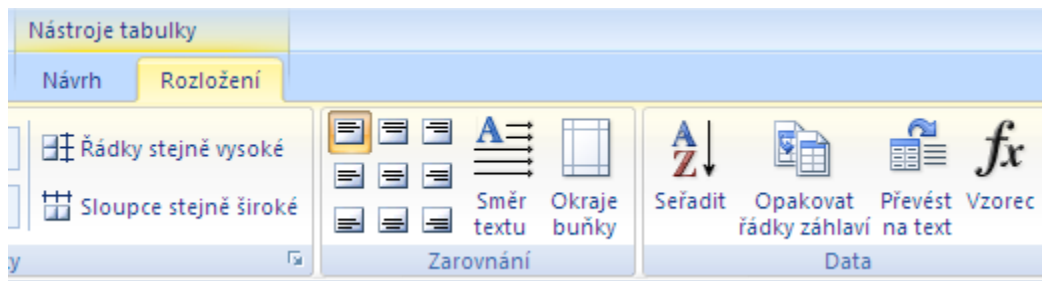 Nástroje tabulky
Návrh Rozložení
Řádky stejně vysoké
Sloupce stejně široké
Směr textu
Okraje buňky
Zarovnání
A Z
Seřadit
Opakovat řádky záhlaví
Převést na text
fx
Vzorec
Data